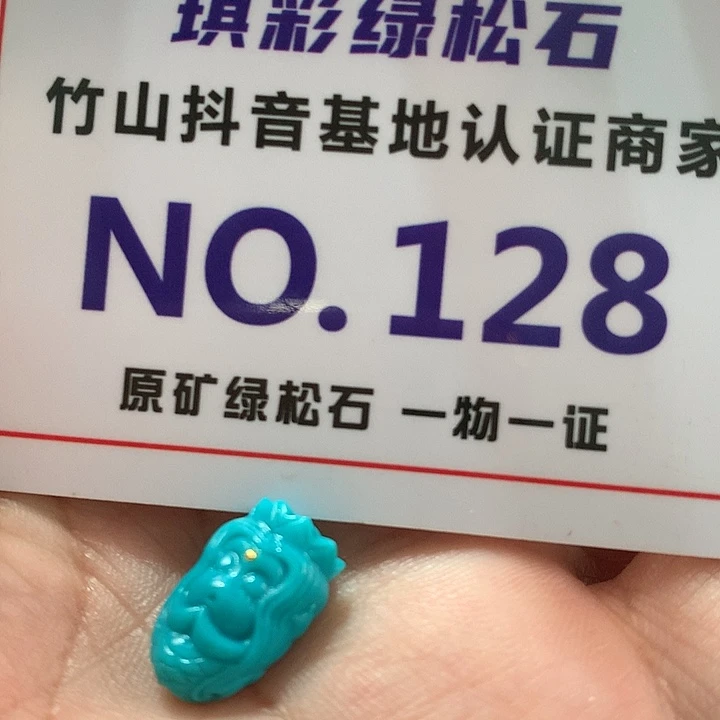 琪彩绿松石
竹山抖音基地认证商家
NO.128
原矿绿松石 一物一证